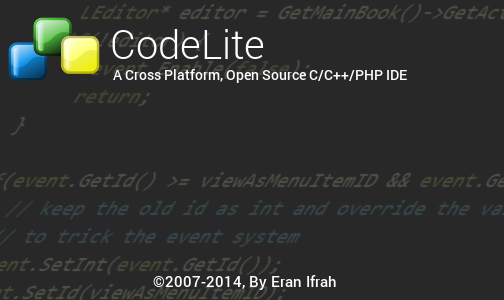 LEditor* editor = GetMainBook()->GetAct
CodeLite
event.Enable(false);
A Cross Platform, Open Source C/C++/PHP IDE
return;
}
f(event.GetId() >= viewAsMenuItemID && event.Ge
// keep the old id as int and override the va
// to trick the event system
ent.SetInt(event.GetId());
©2007-2014, By Eran Ifrah
nt.SetId(viewAsMenuItemID);